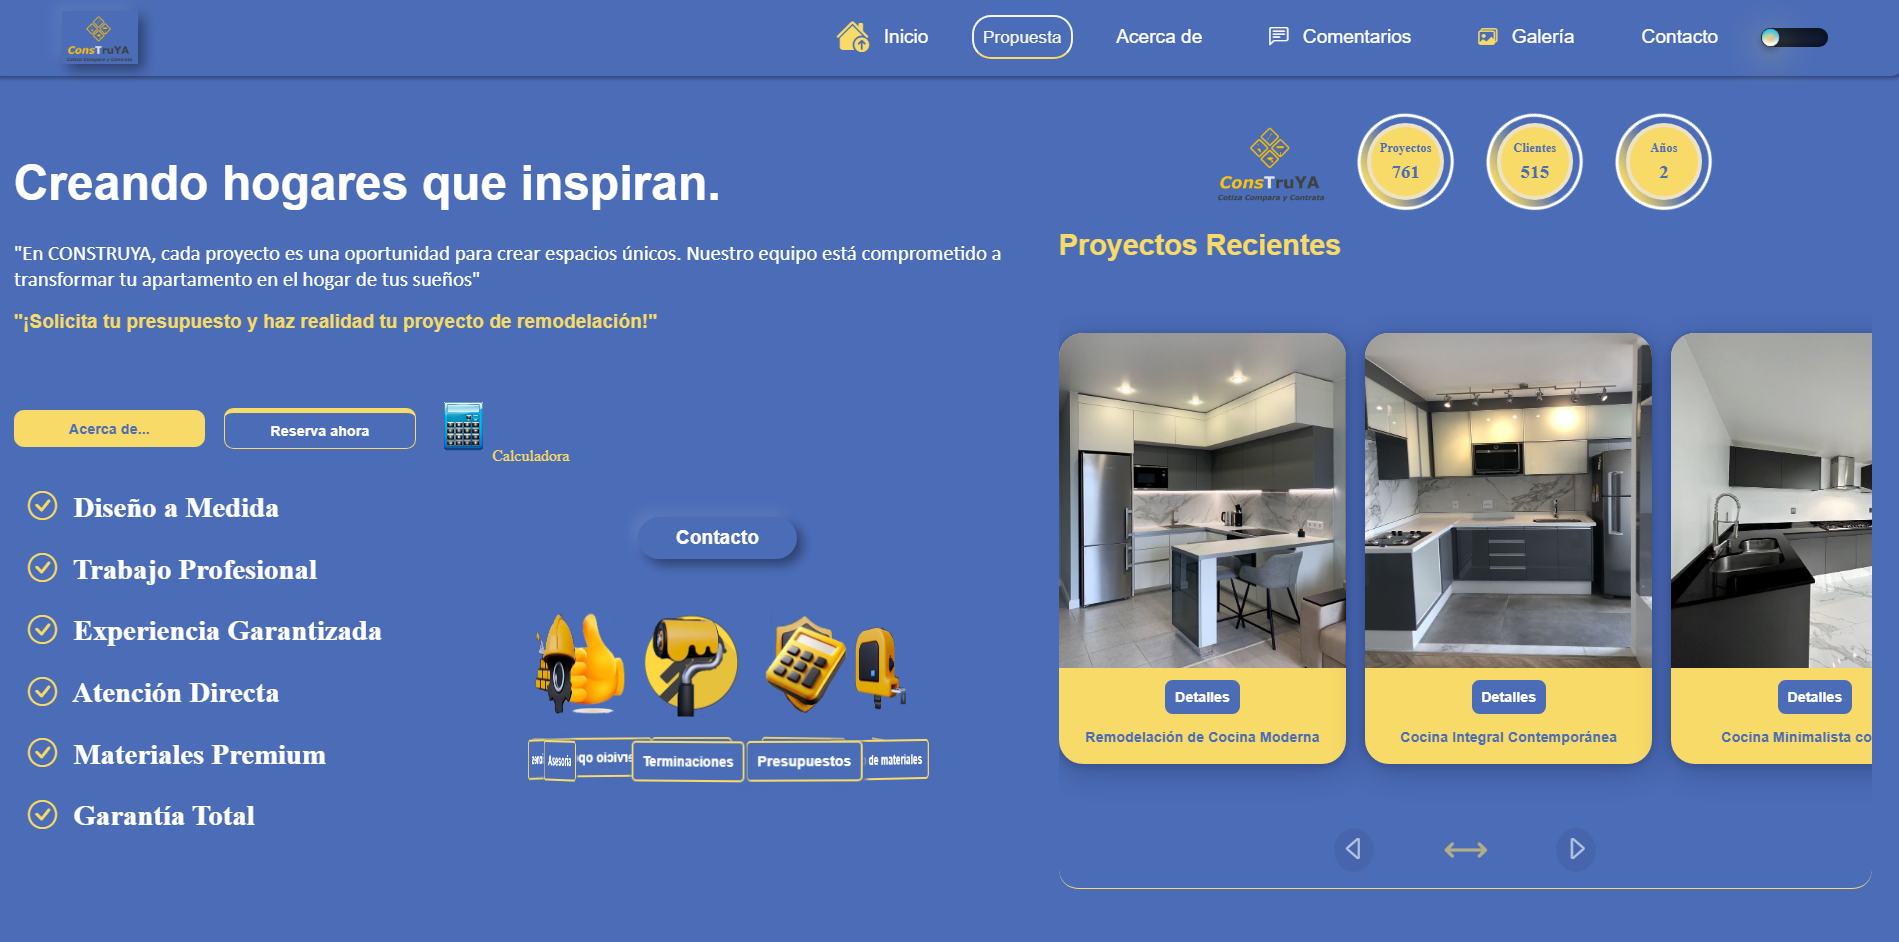 ConsTruYA
Cotiza Compara y Contrata
Inicio
Propuesta
Acerca de
Comentarios
Galería
Contacto
Creando hogares que inspiran.
"En CONSTRUYA, cada proyecto es una oportunidad para crear espacios únicos. Nuestro equipo está comprometido a
transformar tu apartamento en el hogar de tus sueños"
"¡Solicita tu presupuesto y haz realidad tu proyecto de remodelación!"
Acerca de...
Reserva ahora
Calculadora
Diseño a Medida
Trabajo Profesional
Experiencia Garantizada
Atención Directa
Materiales Premium
Garantía Total
Contacto
Asesoria
Terminaciones
Presupuestos
de materiales
ConsTruYA
Cotiza Compara y Contrata
Proyectos
761
Clientes
515
Años
2
Proyectos Recientes
Detalles
Remodelación de Cocina Moderna
Detalles
Cocina Integral Contemporánea
Detalles
Cocina Minimalista co